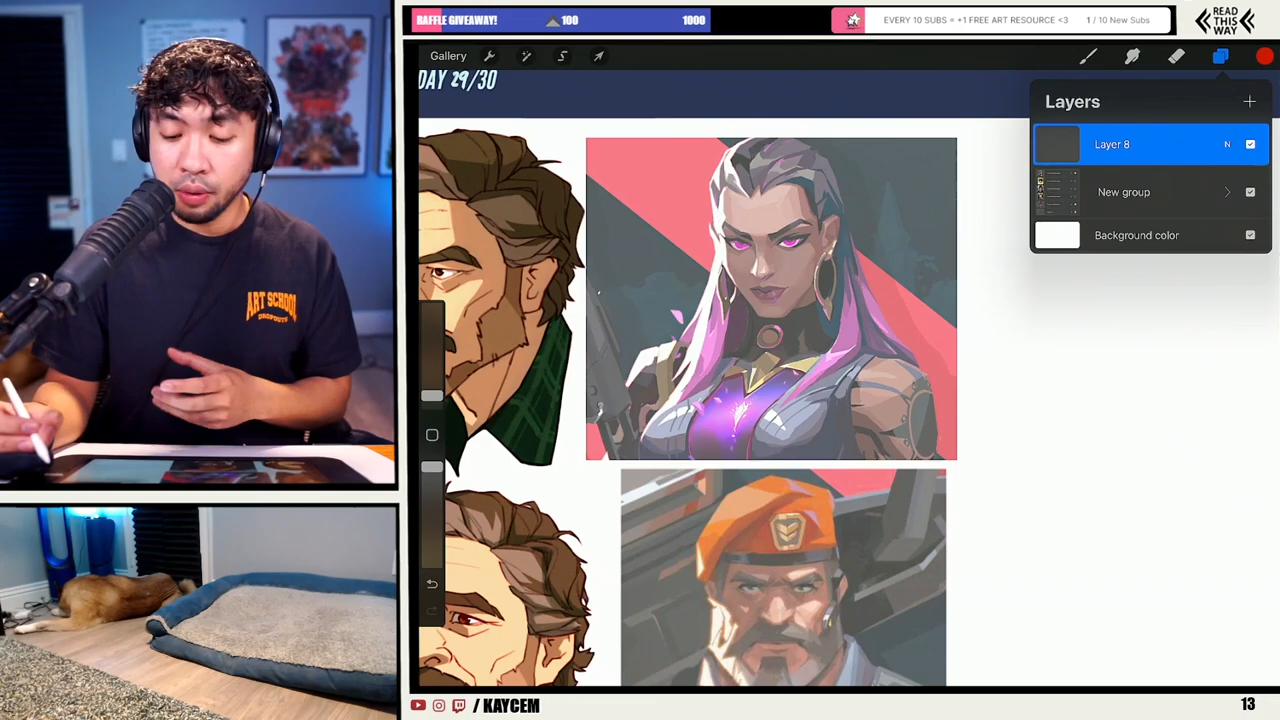 RAFFLE GIVEAWAY!
100
1000
EVERY 10 SUBS = +1 FREE ART RESOURCE <3
1 / 10 New Subs
READ
THIS
WAY
Gallery
DAY 29/30
Layers
Layer 8
N
New group
Background color
ART SCHOOL
DROPOUTS
/ KAYCEM
13